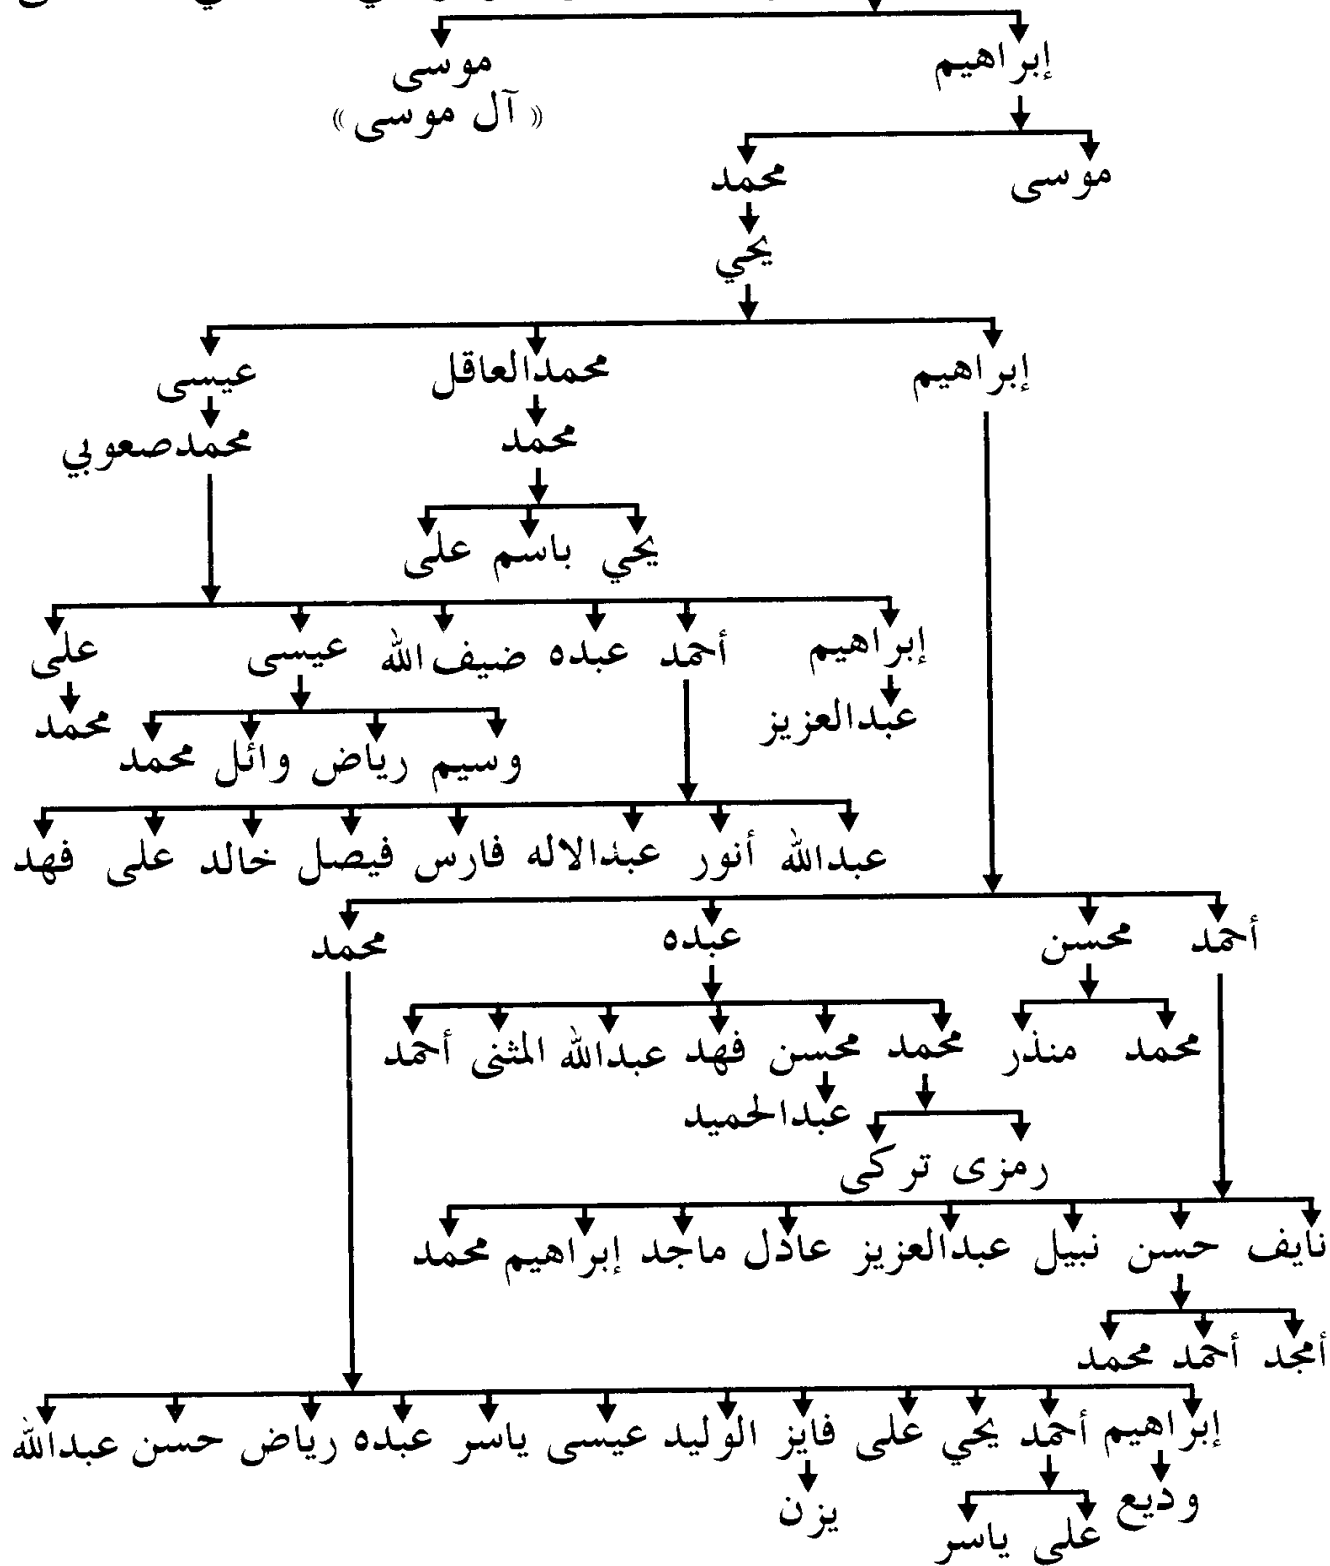 إبراهيم موسى
« آل موسى »
موسى محمد
يحي
إبراهيم محمدالعاقل عيسى
محمد محمدصعوبي
يحي باسم على
إبراهيم أحمد عبده ضيف الله عيسى على
عبدالعزيز محمد
وسيم رياض وائل محمد
عبدالله أنور عبدالاله فارس فيصل خالد على فهد
أحمد محسن عبده محمد
محمد منذر محمد محسن فهد عبدالله المثنى أحمد
عبدالحميد
رمزى تركى
نايف حسن نبيل عبدالعزيز عادل ماجد إبراهيم محمد
أمجد أحمد محمد
إبراهيم أحمد يحي على فايز الوليد عيسى ياسر عبده رياض حسن عبدالله
وديع يزن
على ياسر